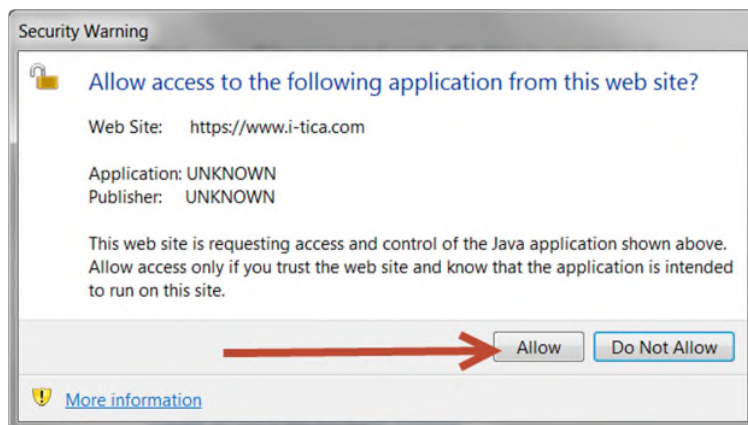 Security Warning
Allow access to the following application from this web site?
Web Site: https://www.i-tica.com
Application: UNKNOWN
Publisher: UNKNOWN
This web site is requesting access and control of the Java application shown above.
Allow access only if you trust the web site and know that the application is intended
to run on this site.
Allow
Do Not Allow
More information